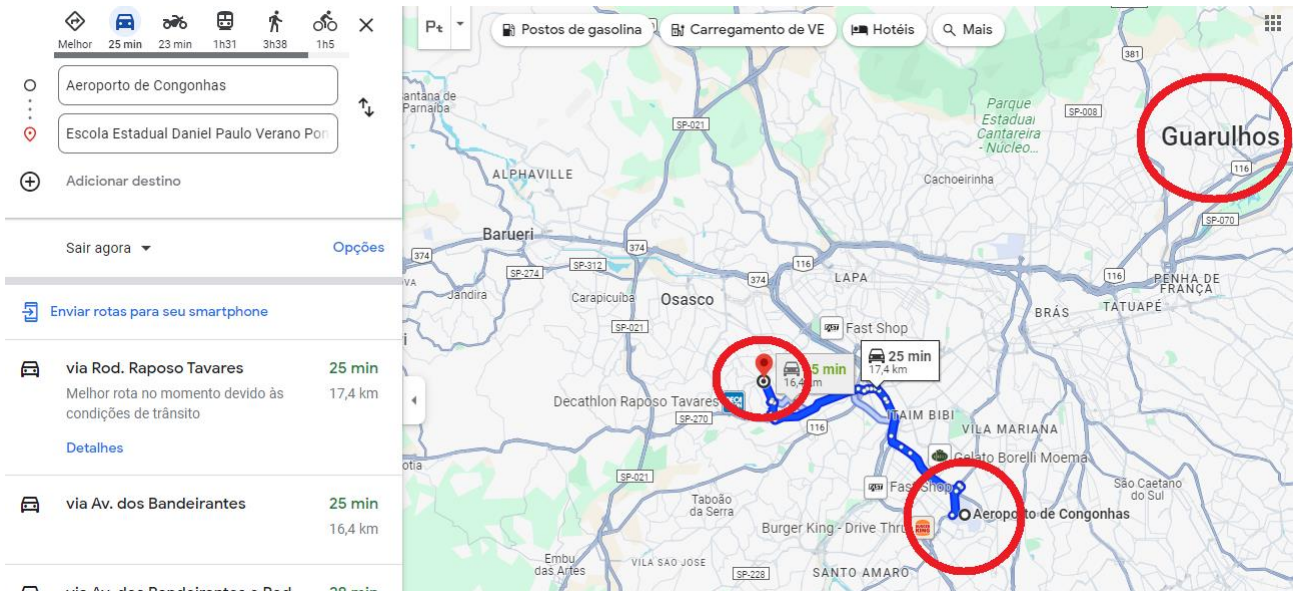 Melhor
25 min
23 min
1h31
3h38
1h5
Aeroporto de Congonhas
Escola Estadual Daniel Paulo Verano Pon
Adicionar destino
Sair agora
Opções
Enviar rotas para seu smartphone
via Rod. Raposo Tavares
25 min
Melhor rota no momento devido às
17,4 km
condições de trânsito
Detalhes
via Av. dos Bandeirantes
25 min
16,4 km
Postos de gasolina
Carregamento de VE
Hotéis
Mais
381
Parnaíba
SP-021
Parque
Estadual
Cantareira
- Núcleo...
SP-008
Guarulhos
116
ALPHAVILLE
Cachoeirinha
SP-070
Barueri
374
374
SP-312
SP-274
116
374
LAPA
116
PENHA DE
FRANÇA
Jandira
Carapicuíba
Osasco
BRÁS
TATUAPÉ
SP-021
Fast Shop
25 min
17,4 km
5 min
16,4 km
Decathlon Raposo Tavares
SP-270
116
ITAIM BIBI
VILA MARIANA
Gelato Borelli Moema
SP-021
Fast Shop
São Caetano
do Sul
Taboão
da Serra
Aeroporto de Congonhas
Burger King - Drive Thru
Embu
das Artes
VILA SAO JOSE
SP-228
SANTO AMARO